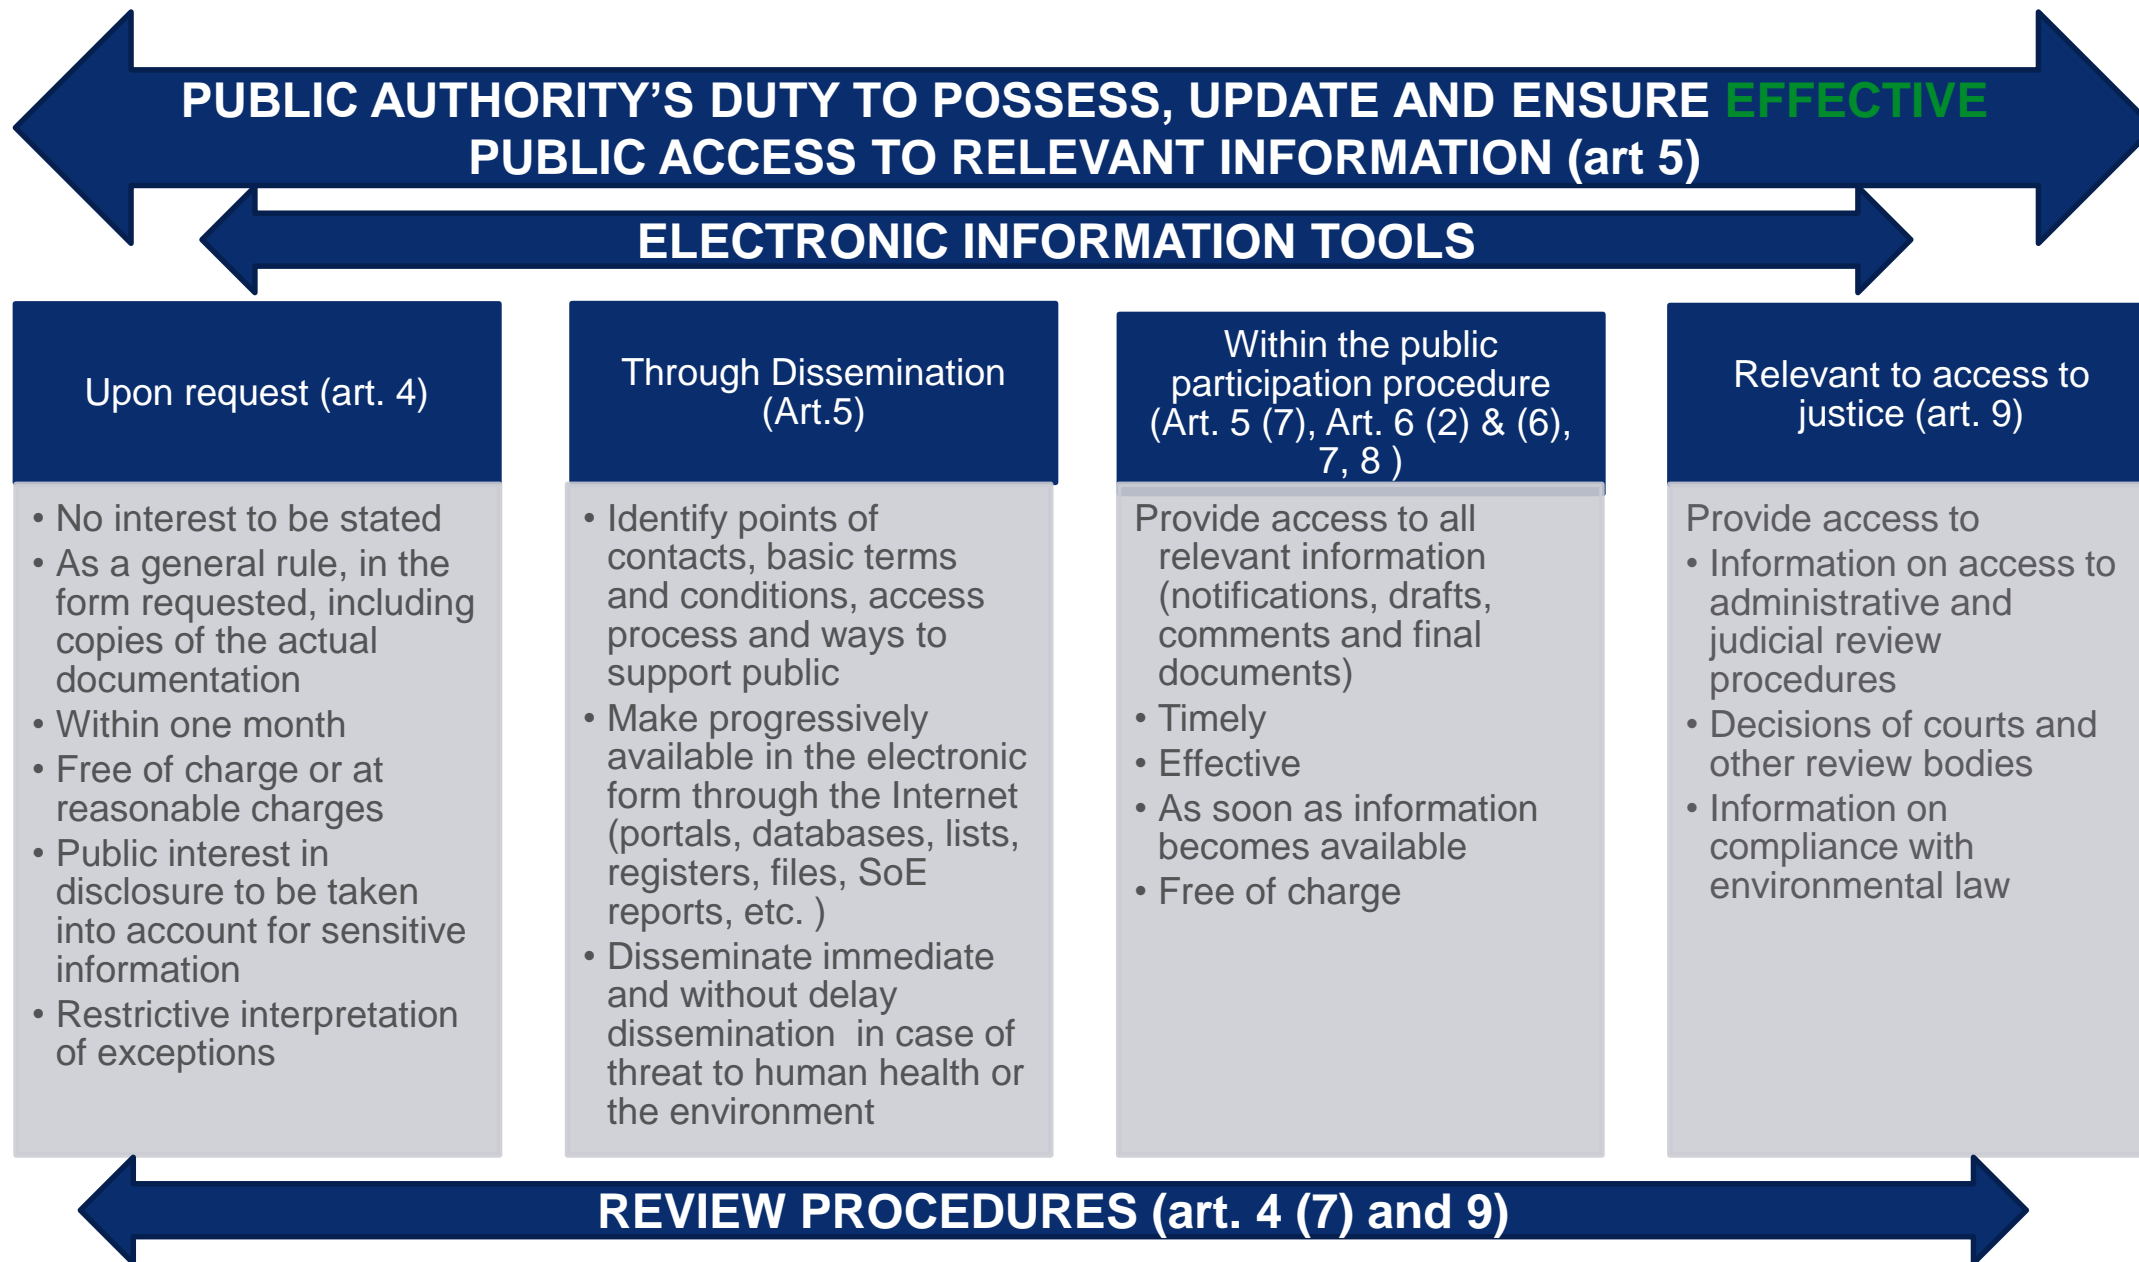 PUBLIC AUTHORITY’S DUTY TO POSSESS, UPDATE AND ENSURE EFFECTIVE
PUBLIC ACCESS TO RELEVANT INFORMATION (art 5)
ELECTRONIC INFORMATION TOOLS
Upon request (art. 4)
• No interest to be stated
• As a general rule, in the
form requested, including
copies of the actual
documentation
• Within one month
• Free of charge or at
reasonable charges
• Public interest in
disclosure to be taken
into account for sensitive
information
• Restrictive interpretation
of exceptions
Through Dissemination
(Art.5)
• Identify points of
contacts, basic terms
and conditions, access
process and ways to
support public
• Make progressively
available in the electronic
form through the Internet
(portals, databases, lists,
registers, files, SoE
reports, etc. )
• Disseminate immediate
and without delay
dissemination  in case of
threat to human health or
the environment
Within the public
participation procedure
(Art. 5 (7), Art. 6 (2) & (6),
7, 8 )
Provide access to all
relevant information
(notifications, drafts,
comments and final
documents)
• Timely
• Effective
• As soon as information
becomes available
• Free of charge
Relevant to access to
justice (art. 9)
Provide access to
• Information on access to
administrative and
judicial review
procedures
• Decisions of courts and
other review bodies
• Information on
compliance with
environmental law
REVIEW PROCEDURES (art. 4 (7) and 9)